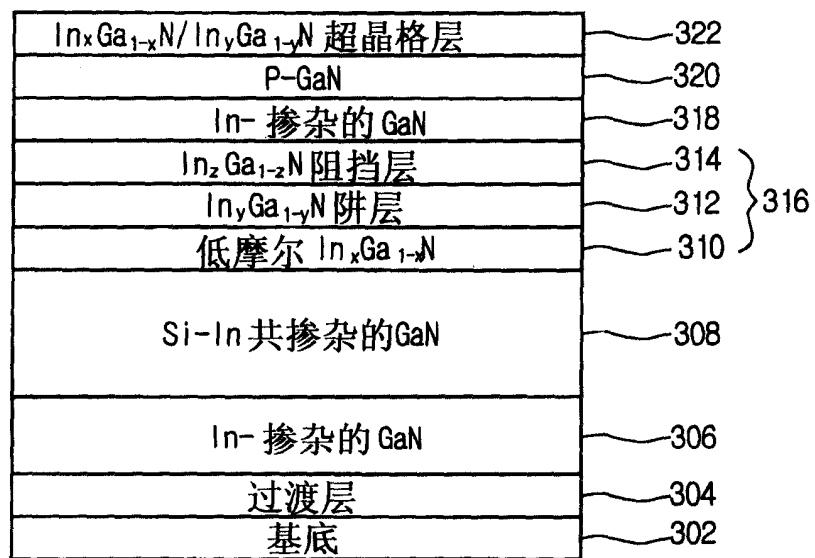 InxGa1-xN/InyGa1-yN 超晶格层 322
P-GaN 320
In-掺杂的GaN 318
InzGa1-zN阻挡层 314
InyGa1-yN阱层 312 316
低摩尔 InxGa1-xN 310
Si-In共掺杂的GaN 308
In-掺杂的GaN 306
过渡层 304
基底 302